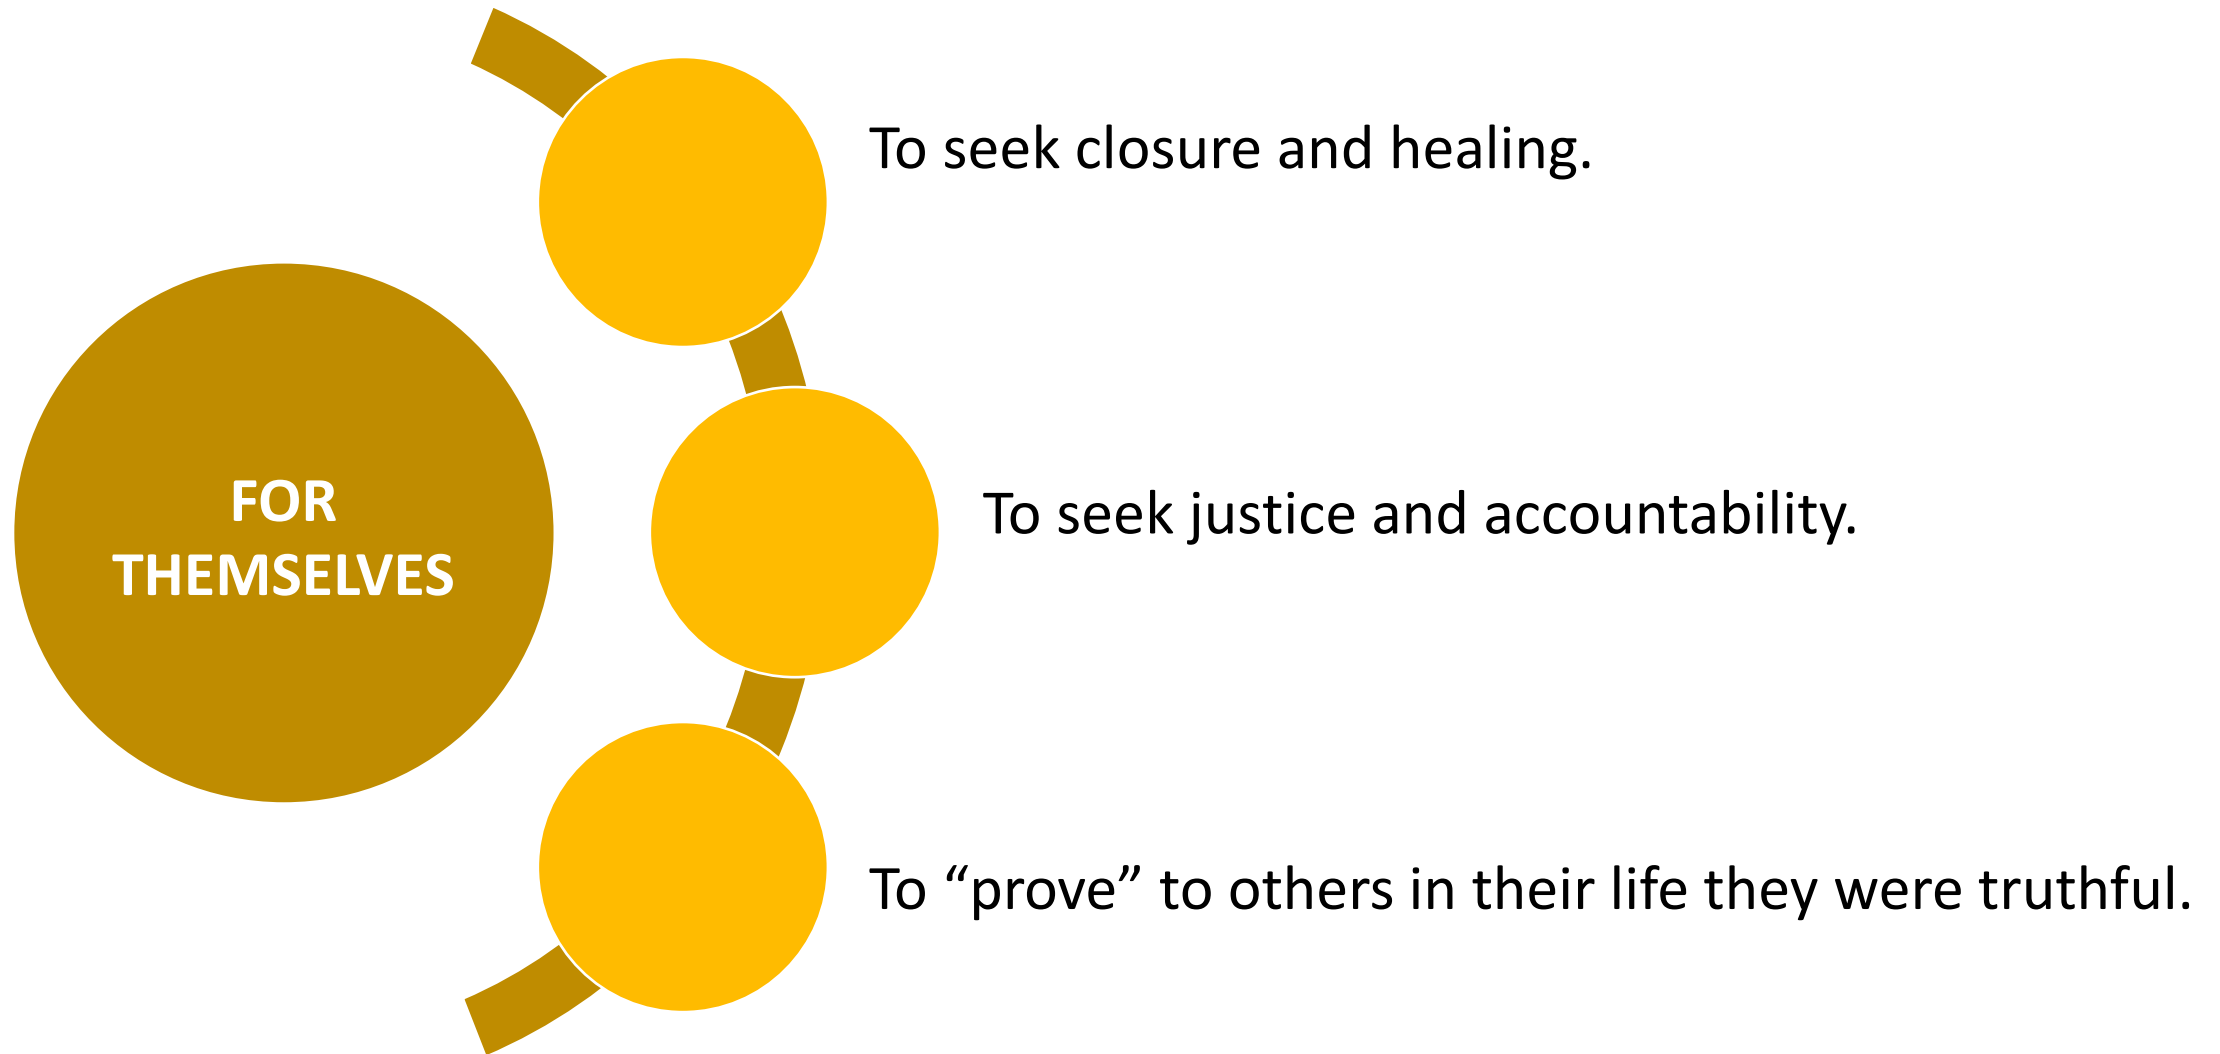 FOR
THEMSELVES
To seek closure and healing.
To seek justice and accountability.
To “prove” to others in their life they were truthful.